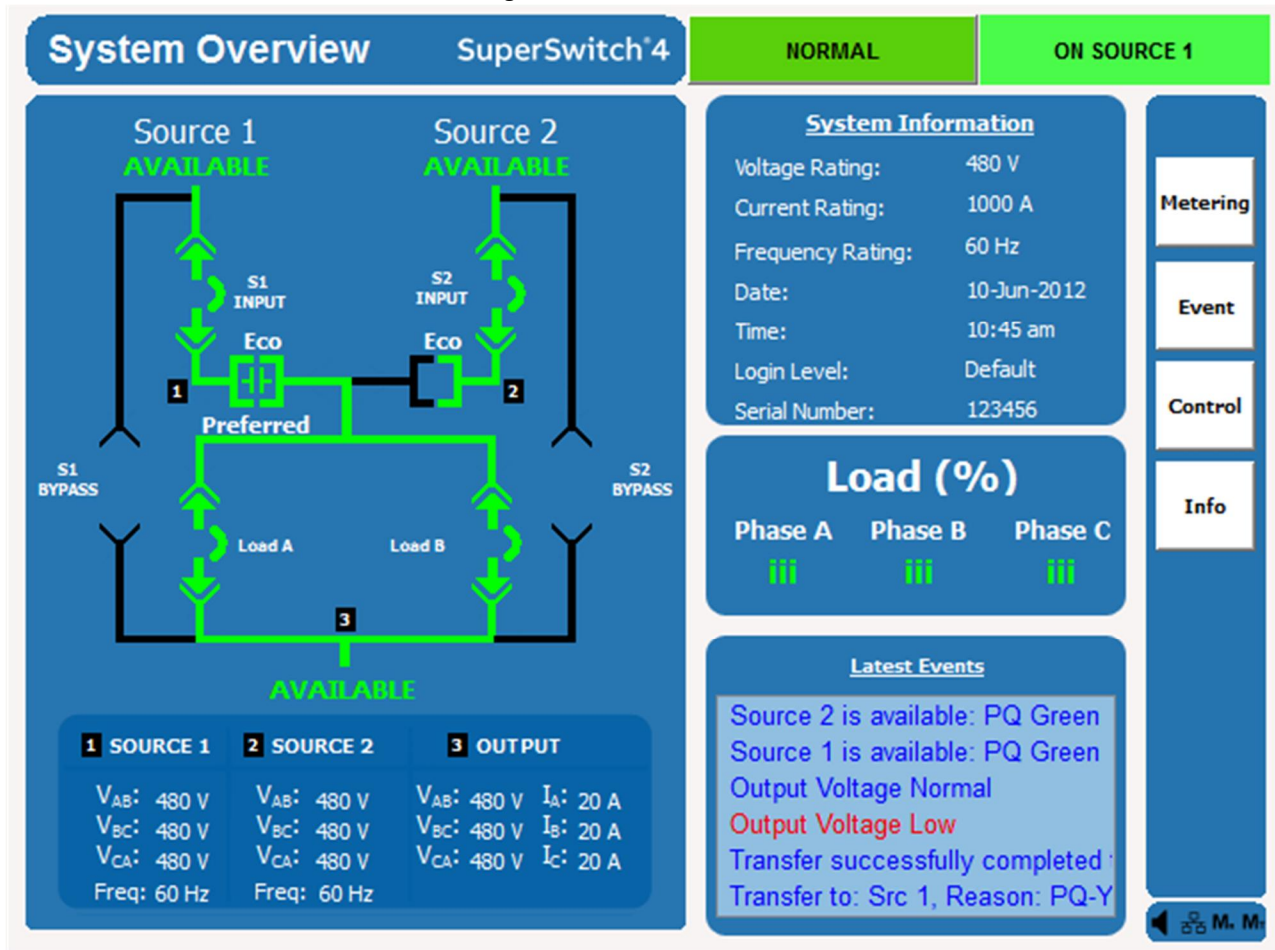 System Overview
SuperSwitch®4
NORMAL
ON SOURCE 1
Source 1
AVAILABLE
Source 2
AVAILABLE
S1
INPUT
S2
INPUT
Eco
Eco
1
2
Preferred
S1
BYPASS
S2
BYPASS
Load A
Load B
3
AVAILABLE
1 SOURCE 1
VAB: 480 V
VBC: 480 V
VCA: 480 V
Freq: 60 Hz
2 SOURCE 2
VAB: 480 V
VBC: 480 V
VCA: 480 V
Freq: 60 Hz
3 OUTPUT
VAB: 480 V IA: 20 A
VBC: 480 V IB: 20 A
VCA: 480 V IC: 20 A
System Information
Voltage Rating: 480 V
Current Rating: 1000 A
Frequency Rating: 60 Hz
Date: 10-Jun-2012
Time: 10:45 am
Login Level: Default
Serial Number: 123456
Load (%)
Phase A Phase B Phase C
iii iii iii
Latest Events
Source 2 is available: PQ Green
Source 1 is available: PQ Green
Output Voltage Normal
Output Voltage Low
Transfer successfully completed
Transfer to: Src 1, Reason: PQ-Y
Metering
Event
Control
Info